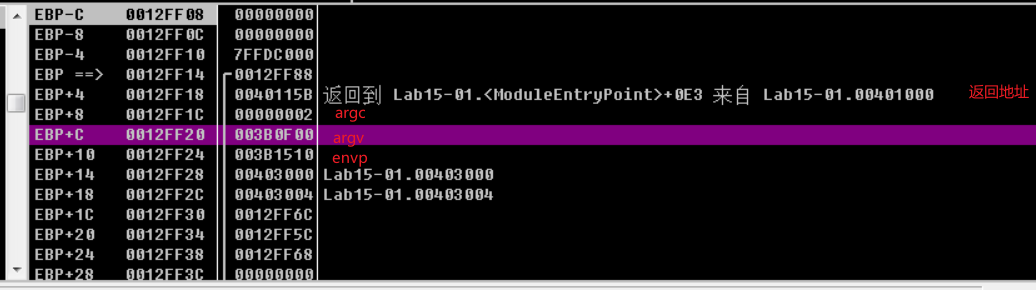 EBP-C 0012FF08 00000000
EBP-8 0012FF0C 00000000
EBP-4 0012FF10 7FFDC000
EBP ==> 0012FF14 0012FF88
EBP+4 0012FF18 0040115B 返回到 Lab15-01.<ModuleEntryPoint>+0E3 来自 Lab15-01.00401000 返回地址
EBP+8 0012FF1C 00000002 argc
EBP+C 0012FF20 003B0F00 argv
EBP+10 0012FF24 003B1510 envp
EBP+14 0012FF28 00403000 Lab15-01.00403000
EBP+18 0012FF2C 00403004 Lab15-01.00403004
EBP+1C 0012FF30 0012FF6C
EBP+20 0012FF34 0012FF5C
EBP+24 0012FF38 0012FF68
EBP+28 0012FF3C 00000000